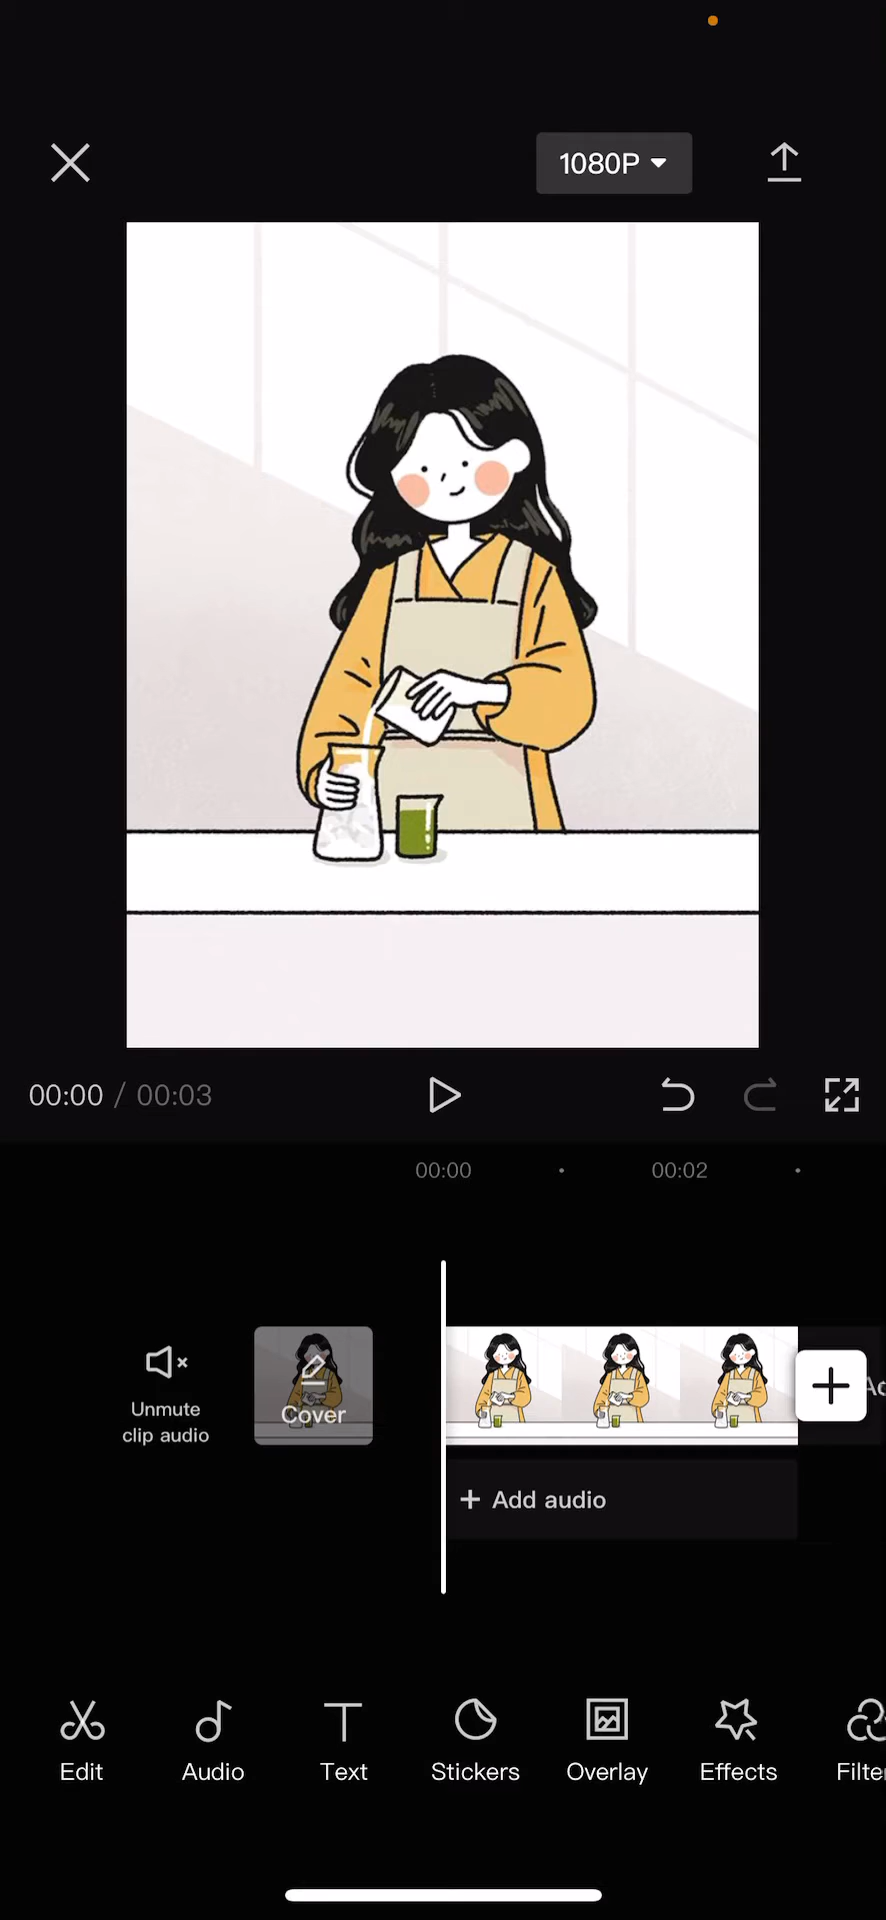 1080P
00:00 / 00:03
00:00
00:02
Unmute
clip audio
Cover
+ Add audio
Edit
Audio
Text
Stickers
Overlay
Effects